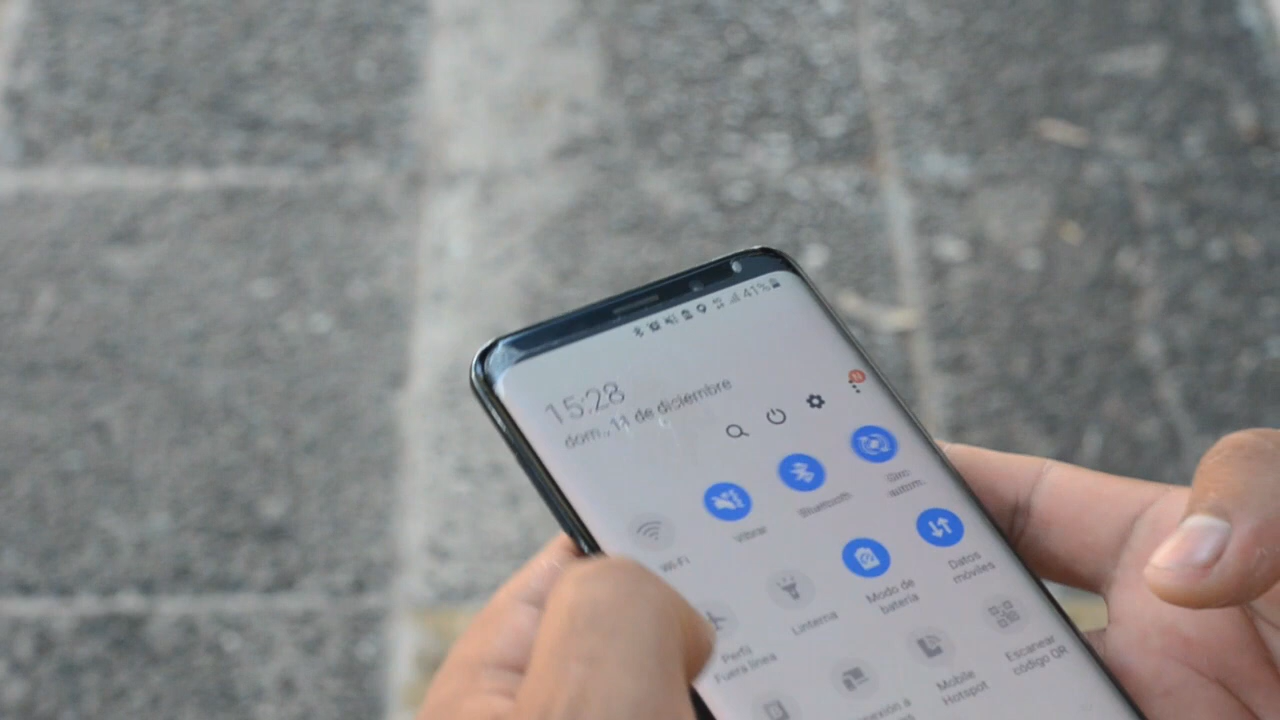 41%
15:28
dom., 11 de diciembre
Wi-Fi
Vibrar
Bluetooth
Giro
autom.
Perfil
Fuera línea
Linterna
Modo de
batería
Datos
móviles
Mobile
Hotspot
Escanear
código QR